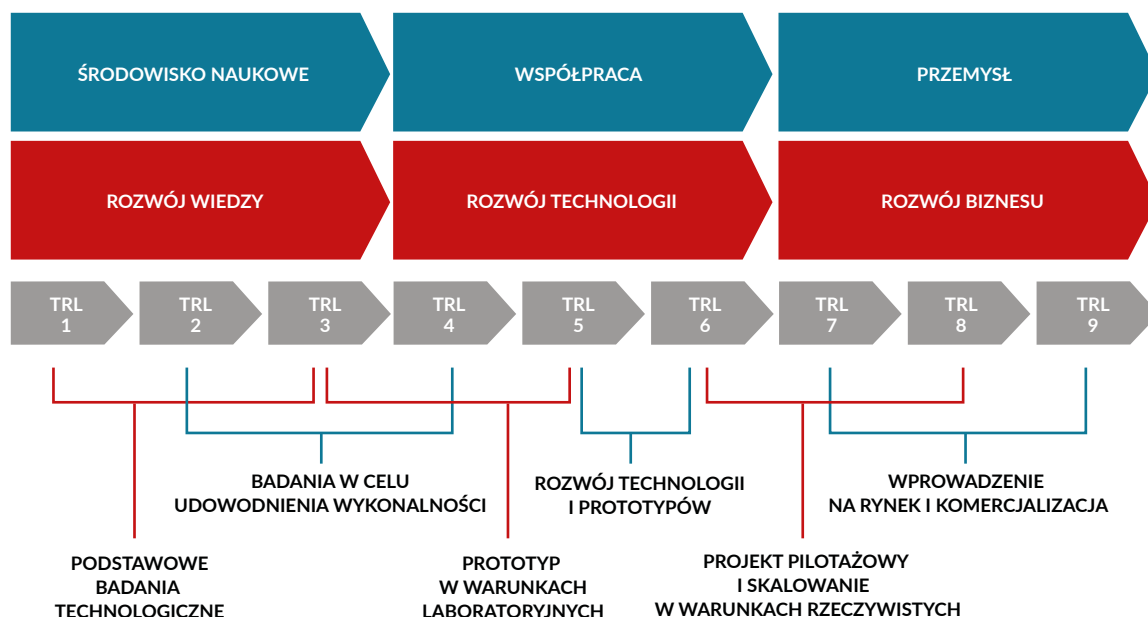 ŚRODOWISKO NAUKOWE
WSPÓŁPRACA
PRZEMYSŁ
ROZWÓJ WIEDZY
ROZWÓJ TECHNOLOGII
ROZWÓJ BIZNESU
TRL
1
TRL
2
TRL
3
TRL
4
TRL
5
TRL
6
TRL
7
TRL
8
TRL
9
BADANIA W CELU
UDOWODNIENIA WYKONALNOŚCI
ROZWÓJ TECHNOLOGII
I PROTOTYPÓW
WPROWADZENIE
NA RYNEK I KOMERCJALIZACJA
PODSTAWOWE
BADANIA
TECHNOLOGICZNE
PROTOTYP
W WARUNKACH
LABORATORYJNYCH
PROJEKT PILOTAŻOWY
I SKALOWANIE
W WARUNKACH RZECZYWISTYCH